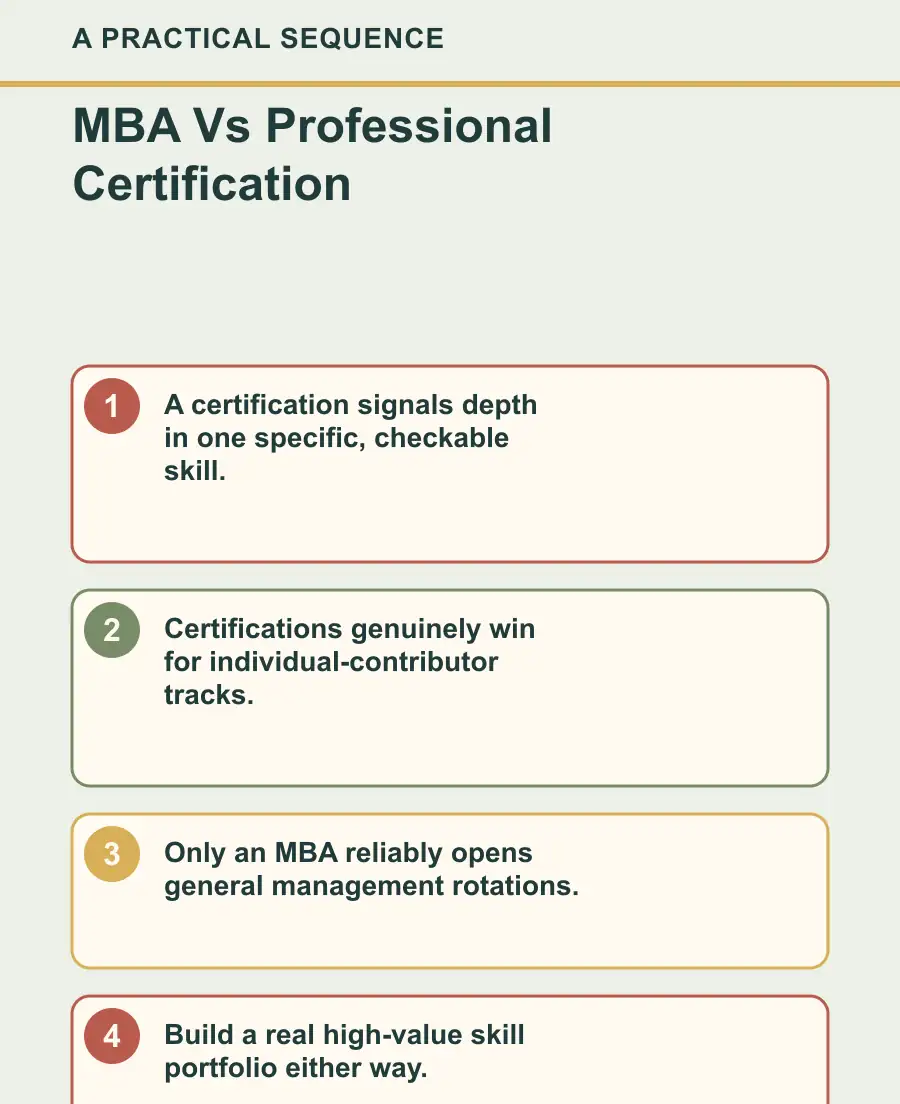 A PRACTICAL SEQUENCE
MBA Vs Professional
Certification
1
A certification signals depth
in one specific, checkable
skill.
2
Certifications genuinely win
for individual-contributor
tracks.
3
Only an MBA reliably opens
general management rotations.
4
Build a real high-value skill
portfolio either way.